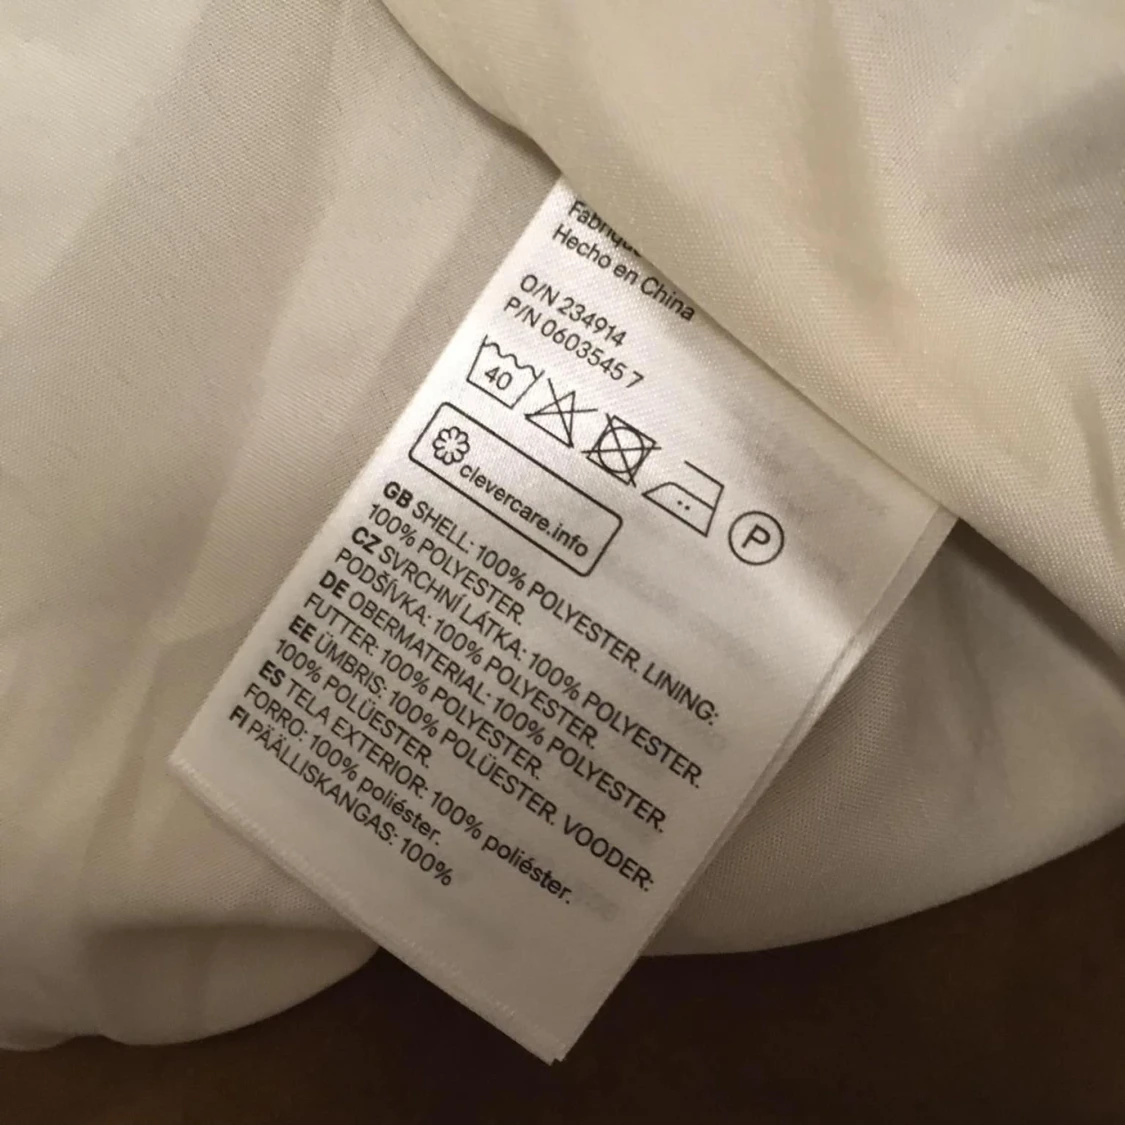 Hecho en China
O/N 234914
P/N 0603545 7
40
P
clevercare.info
GB SHELL: 100% POLYESTER. LINING:
100% POLYESTER.
CZ SVRCHNÍ LÁTKA: 100% POLYESTER.
PODŠÍVKA: 100% POLYESTER.
DE OBERMATERIAL: 100% POLYESTER.
FUTTER: 100% POLYESTER.
EE ÜMBRIS: 100% POLÜESTER. VOODER:
100% POLÜESTER.
ES TELA EXTERIOR: 100% poliéster.
FORRO: 100% poliéster.
FI PÄÄLLISKANGAS: 100%